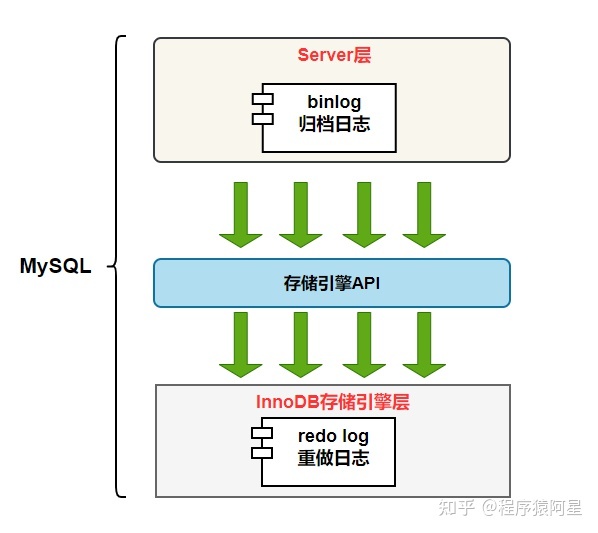 Server层
binlog
归档日志
MySQL
存储引擎API
InnoDB存储引擎层
redo log
重做日志
知乎 @程序猿阿星